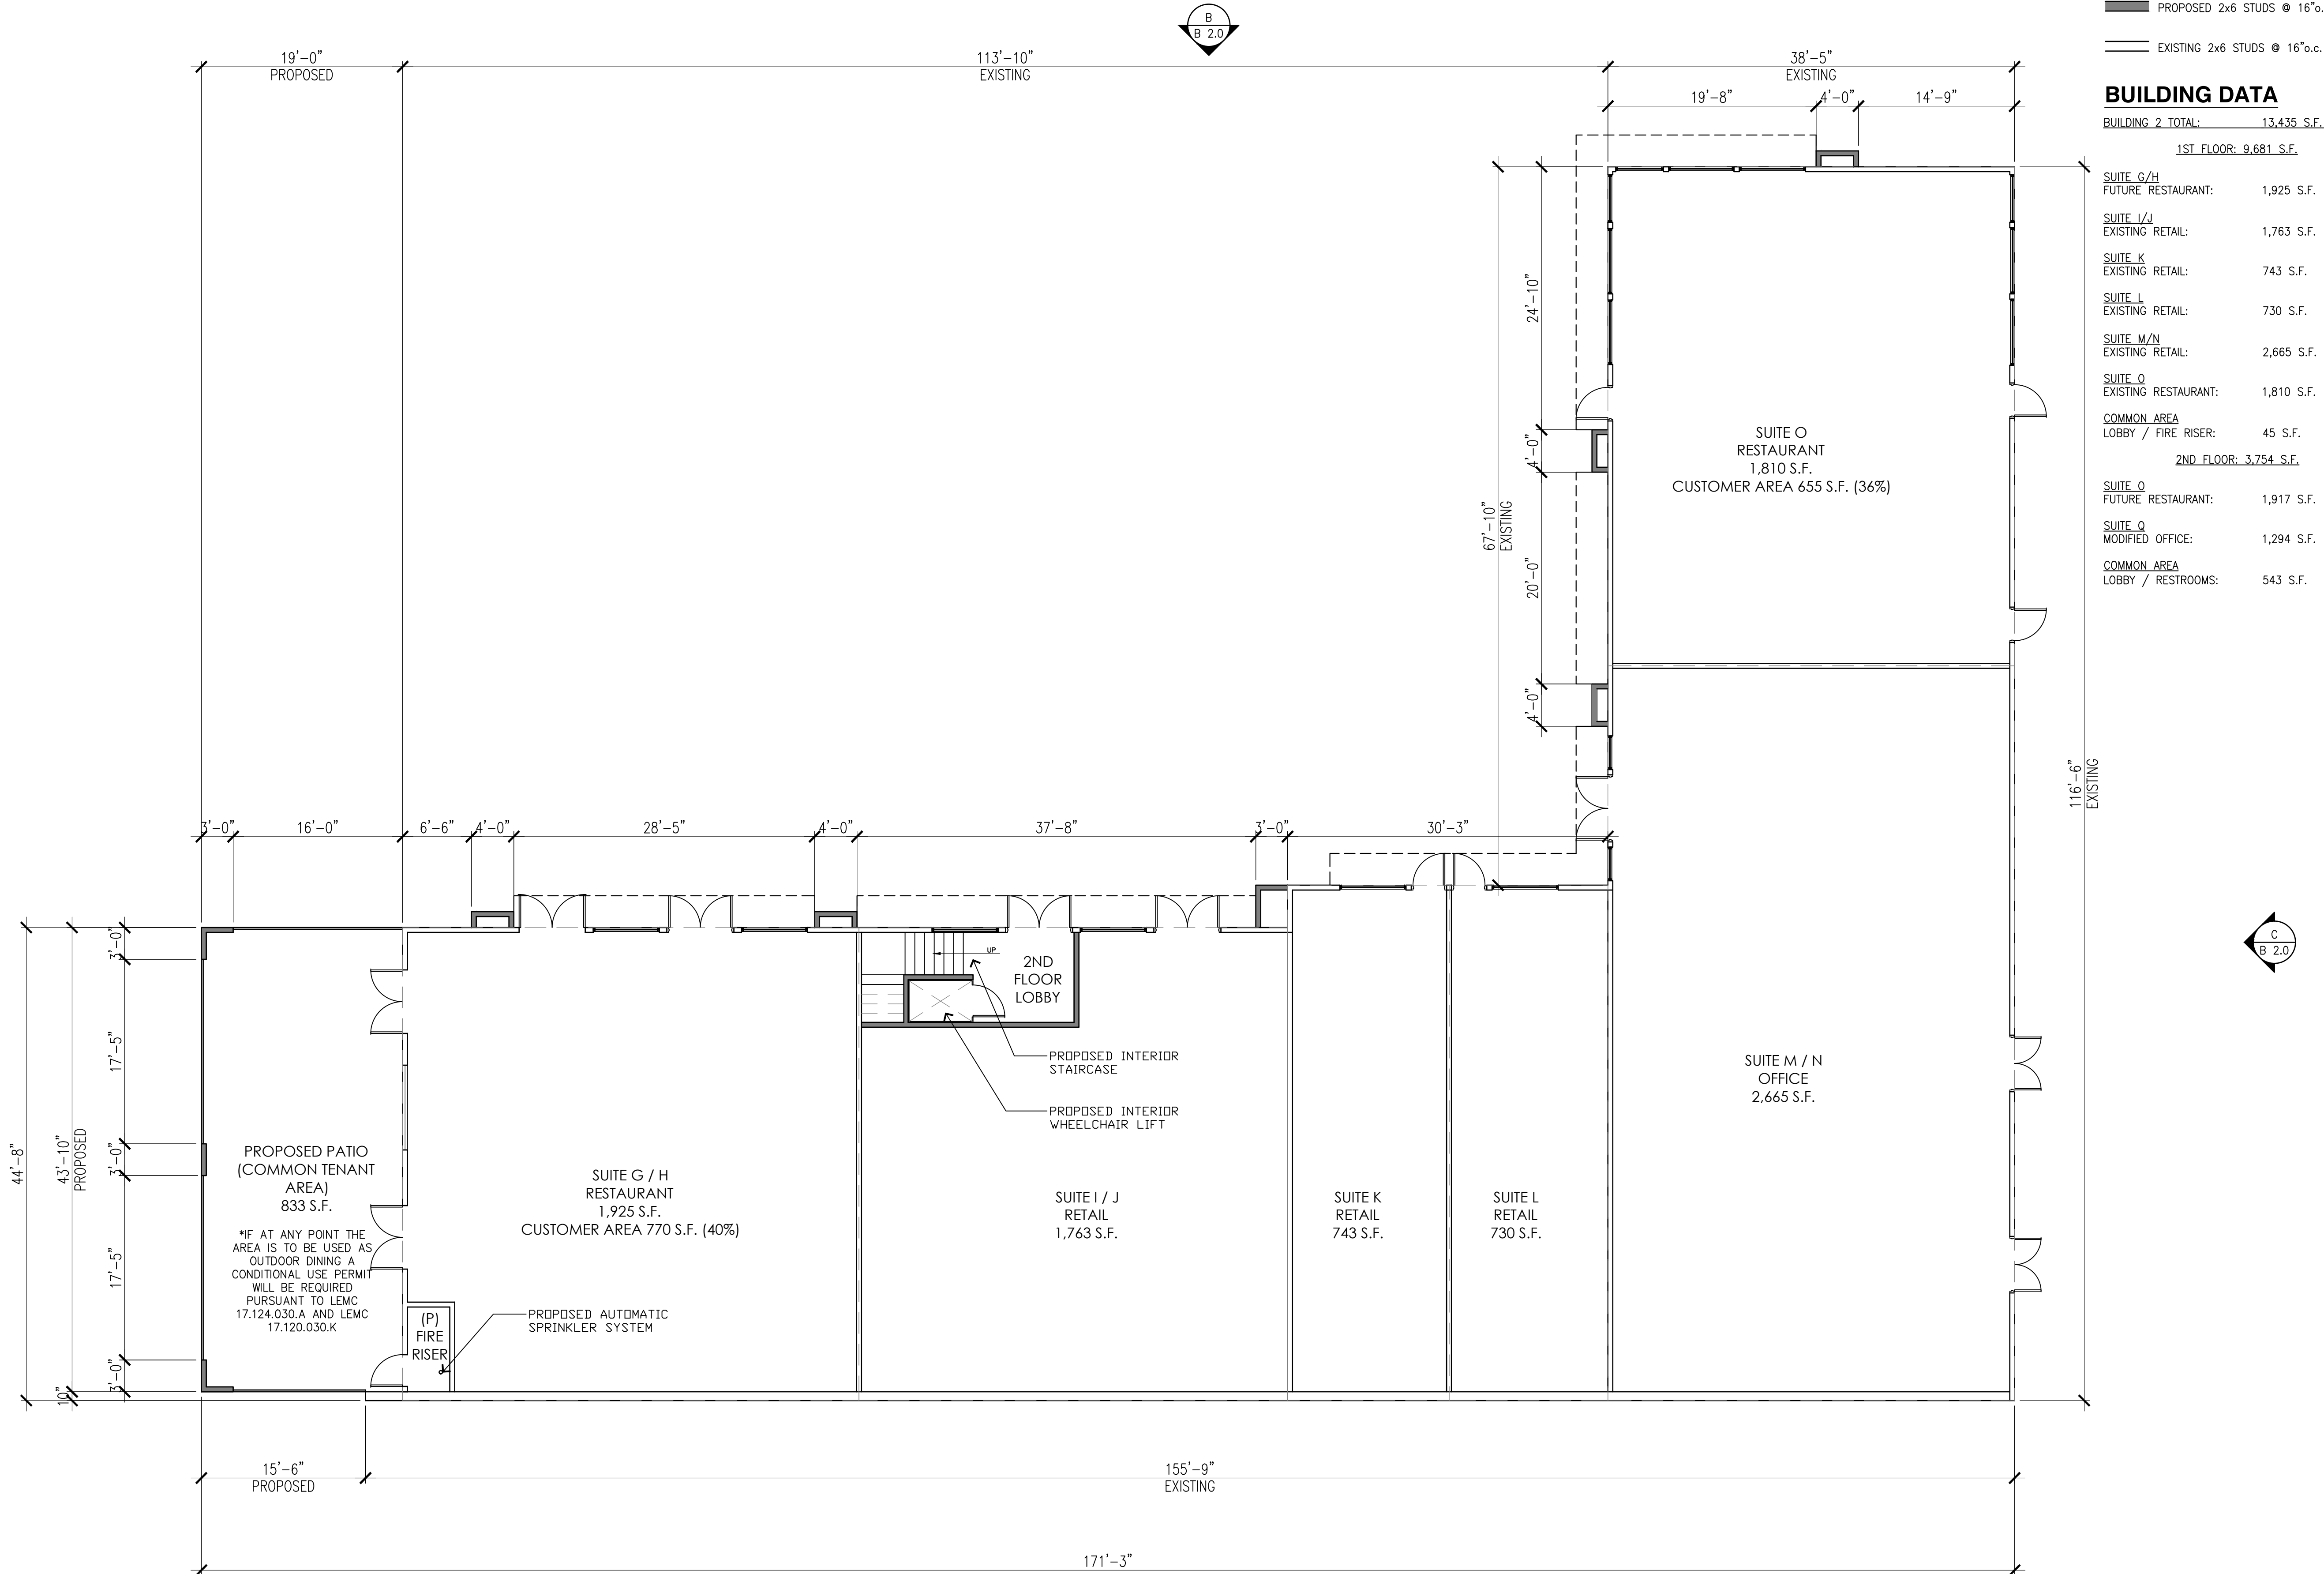 B
B 2.0
PROPOSED 2x6 STUDS @ 16"o.
EXISTING 2x6 STUDS @ 16"o.c.
19'-0"
PROPOSED
113'-10"
EXISTING
38'-5"
EXISTING
19'-8"
4'-0"
14'-9"
BUILDING DATA
BUILDING 2 TOTAL: 13,435 S.F.
1ST FLOOR: 9,681 S.F.
SUITE G/H
FUTURE RESTAURANT: 1,925 S.F.
SUITE I/J
EXISTING RETAIL: 1,763 S.F.
SUITE K
EXISTING RETAIL: 743 S.F.
SUITE L
EXISTING RETAIL: 730 S.F.
SUITE M/N
EXISTING RETAIL: 2,665 S.F.
SUITE O
EXISTING RESTAURANT: 1,810 S.F.
COMMON AREA
LOBBY / FIRE RISER: 45 S.F.
2ND FLOOR: 3,754 S.F.
SUITE O
FUTURE RESTAURANT: 1,917 S.F.
SUITE Q
MODIFIED OFFICE: 1,294 S.F.
COMMON AREA
LOBBY / RESTROOMS: 543 S.F.
24'-10"
4'-0"
67'-10"
EXISTING
20'-0"
4'-0"
SUITE O
RESTAURANT
1,810 S.F.
CUSTOMER AREA 655 S.F. (36%)
116'-6"
EXISTING
3'-0"
16'-0"
6'-6"
4'-0"
28'-5"
4'-0"
37'-8"
3'-0"
30'-3"
C
B 2.0
44'-8"
43'-10"
PROPOSED
10"
3'-0"
17'-5"
3'-0"
17'-5"
3'-0"
UP
2ND
FLOOR
LOBBY
PROPOSED INTERIOR
STAIRCASE
PROPOSED INTERIOR
WHEELCHAIR LIFT
PROPOSED PATIO
(COMMON TENANT
AREA)
833 S.F.
*IF AT ANY POINT THE
AREA IS TO BE USED AS
OUTDOOR DINING A
CONDITIONAL USE PERMIT
WILL BE REQUIRED
PURSUANT TO LEMC
17.124.030.A AND LEMC
17.120.030.K
SUITE G / H
RESTAURANT
1,925 S.F.
CUSTOMER AREA 770 S.F. (40%)
SUITE I / J
RETAIL
1,763 S.F.
SUITE K
RETAIL
743 S.F.
SUITE L
RETAIL
730 S.F.
SUITE M / N
OFFICE
2,665 S.F.
(P)
FIRE
RISER
PROPOSED AUTOMATIC
SPRINKLER SYSTEM
15'-6"
PROPOSED
155'-9"
EXISTING
171'-3"